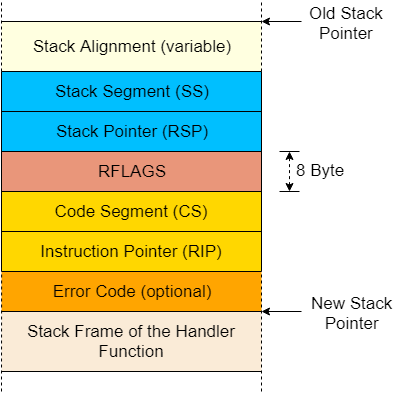 Old Stack
Pointer
Stack Alignment (variable)
Stack Segment (SS)
Stack Pointer (RSP)
RFLAGS
8 Byte
Code Segment (CS)
Instruction Pointer (RIP)
Error Code (optional)
New Stack
Pointer
Stack Frame of the Handler
Function